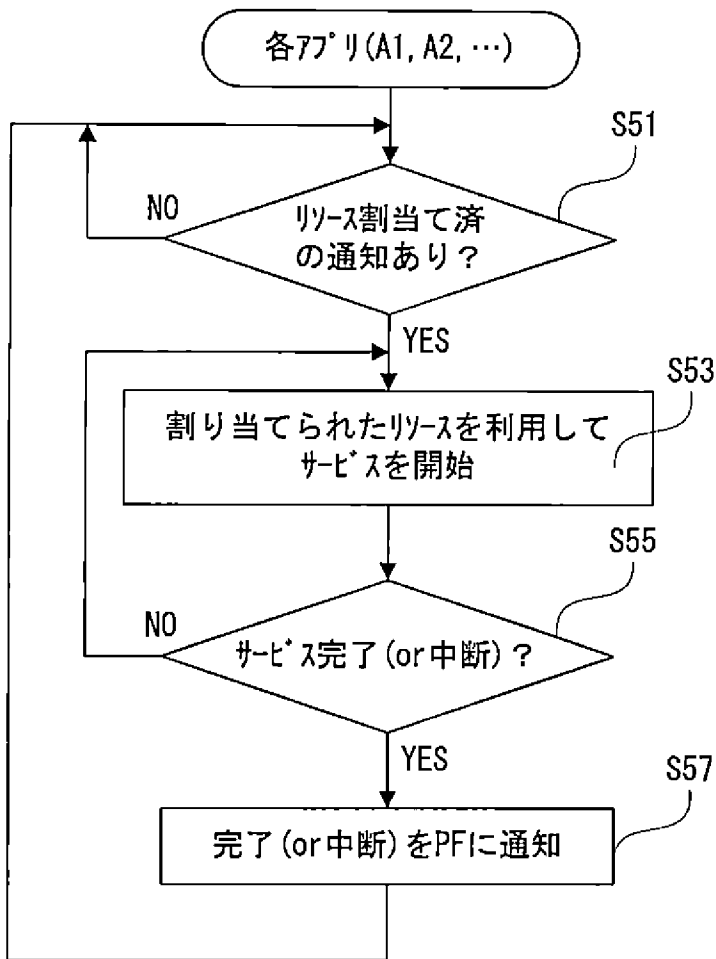 各ｱﾌﾟﾘ(A1, A2, …)
S51
NO
ﾘｿｰｽ割当て済
の通知あり？
YES
S53
割り当てられたﾘｿｰｽを利用して
ｻｰﾋﾞｽを開始
S55
NO
ｻｰﾋﾞｽ完了(or中断)？
YES
S57
完了(or中断)をPFに通知